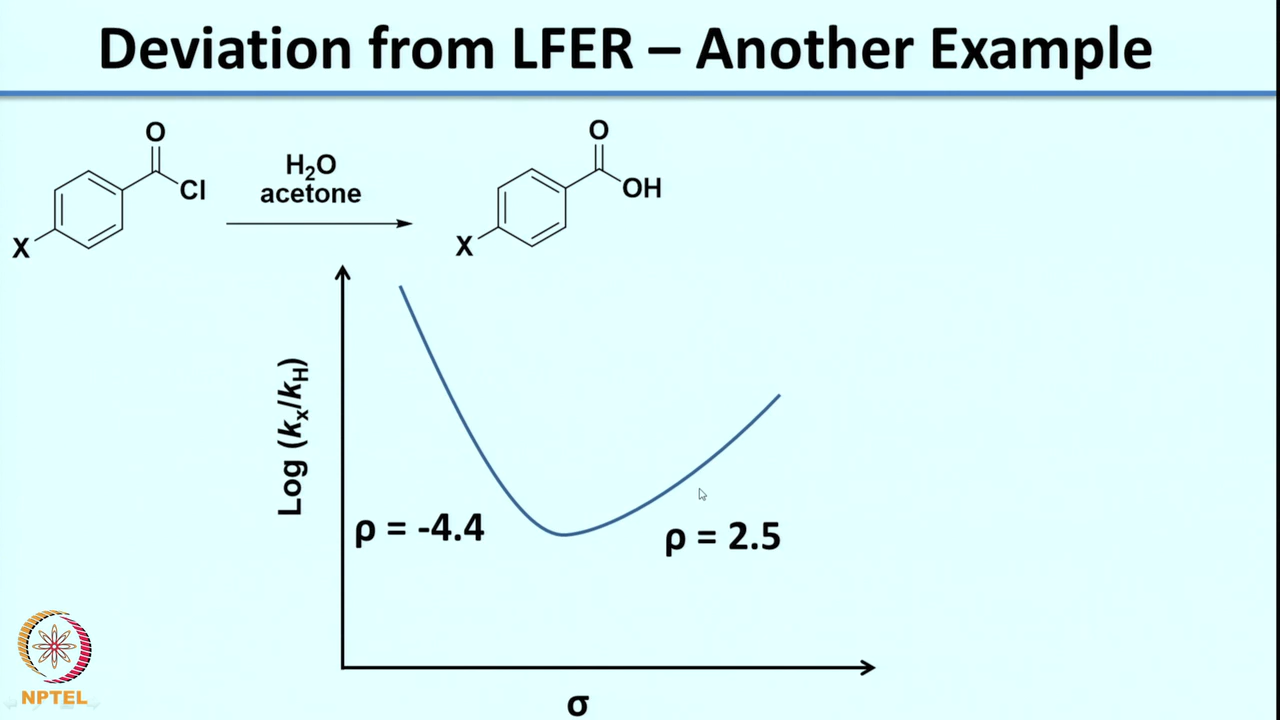 Deviation from LFER – Another Example
O
Cl
X
H₂O
acetone
O
OH
X
Log (kₓ/k_H)
ρ = -4.4
ρ = 2.5
σ
NPTEL